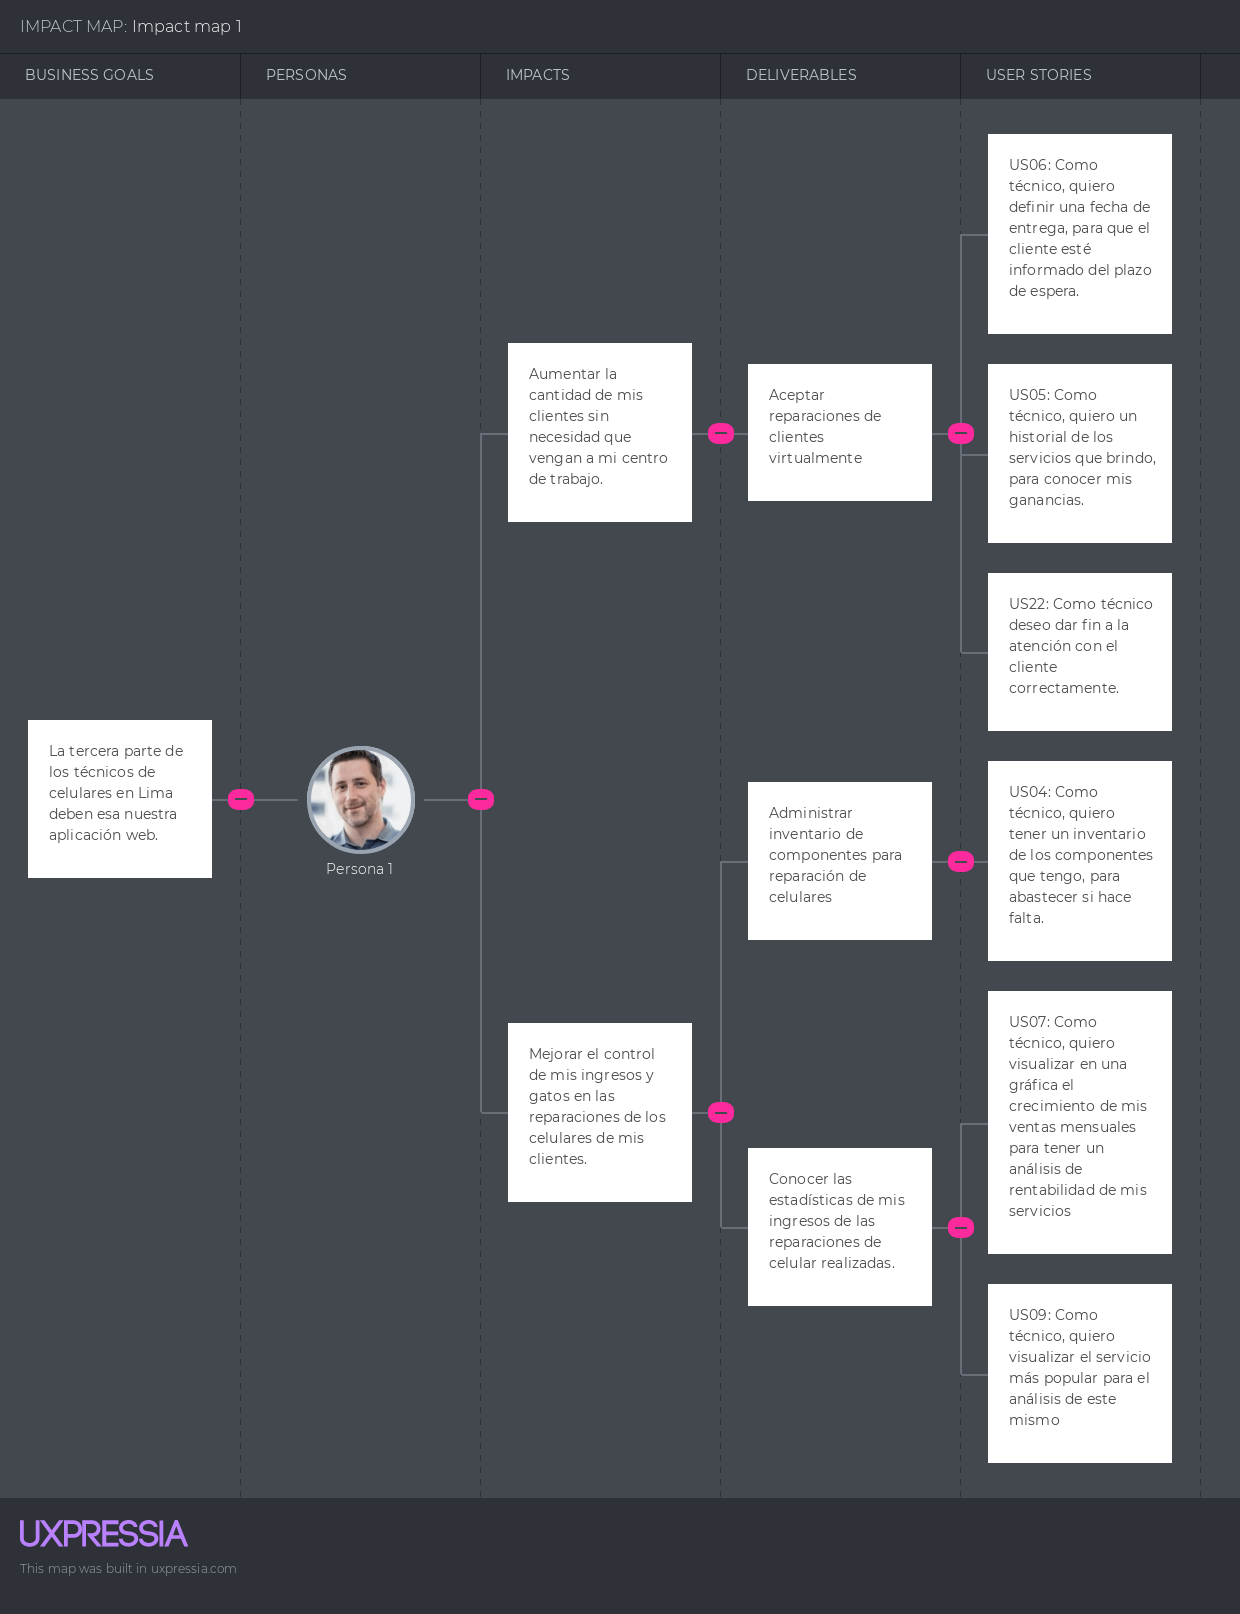 IMPACT MAP: Impact map 1
BUSINESS GOALS
PERSONAS
IMPACTS
DELIVERABLES
USER STORIES
La tercera parte de
los técnicos de
celulares en Lima
deben esa nuestra
aplicación web.
Persona 1
Aumentar la
cantidad de mis
clientes sin
necesidad que
vengan a mi centro
de trabajo.
Aceptar
reparaciones de
clientes
virtualmente
US06: Como
técnico, quiero
definir una fecha de
entrega, para que el
cliente esté
informado del plazo
de espera.
US05: Como
técnico, quiero un
historial de los
servicios que brindo,
para conocer mis
ganancias.
US22: Como técnico
deseo dar fin a la
atención con el
cliente
correctamente.
Mejorar el control
de mis ingresos y
gatos en las
reparaciones de los
celulares de mis
clientes.
Administrar
inventario de
componentes para
reparación de
celulares
US04: Como
técnico, quiero
tener un inventario
de los componentes
que tengo, para
abastecer si hace
falta.
Conocer las
estadísticas de mis
ingresos de las
reparaciones de
celular realizadas.
US07: Como
técnico, quiero
visualizar en una
gráfica el
crecimiento de mis
ventas mensuales
para tener un
análisis de
rentabilidad de mis
servicios
US09: Como
técnico, quiero
visualizar el servicio
más popular para el
análisis de este
mismo
UXPRESSIA
This map was built in uxpressia.com